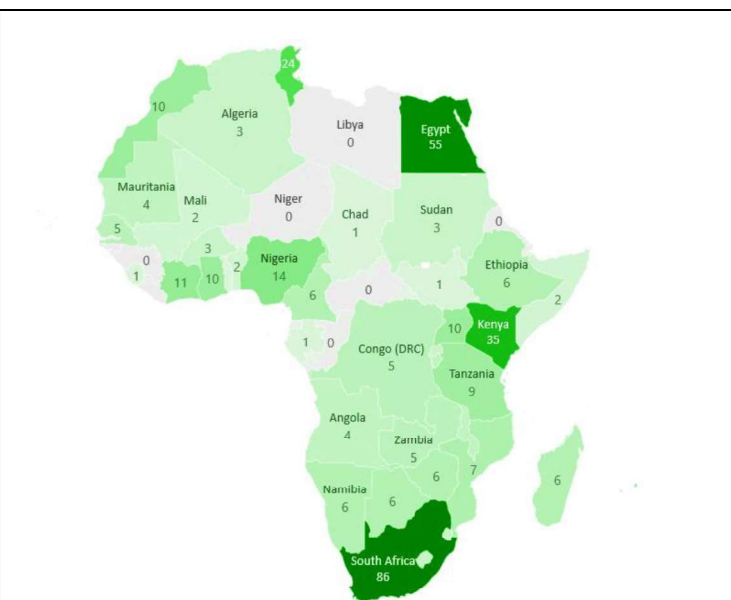 24
10
Algeria
3
Libya
0
Egypt
55
Mauritania
4
Mali
2
Niger
0
Chad
1
Sudan
3
0
5
0
1
11
10
3
2
Nigeria
14
6
0
1
Ethiopia
6
2
1
0
Congo (DRC)
5
10
Kenya
35
Tanzania
9
Angola
4
Zambia
5
7
6
6
Namibia
6
6
South Africa
86